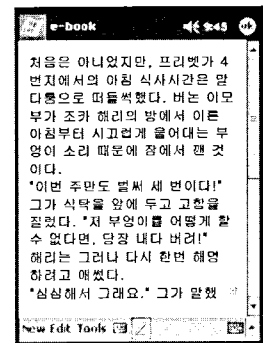 e-book 9:45 ok
처음은 아니었지만, 프리벳가 4
번지에서의 아침 식사시간은 말
다툼으로 떠들썩했다. 버논 이모
부가 조카 해리의 방에서 이른
아침부터 시끄럽게 울어대는 부
엉이 소리 때문에 잠에서 깬 것
이다.
"이번 주만도 벌써 세 번이다!"
그가 식탁을 앞에 두고 고함을
질렀다. "저 부엉이를 어떻게 할
수 없다면, 당장 내다 버려!"
해리는 그러나 다시 한번 해명
하려고 애썼다.
"심심해서 그래요." 그가 말했
New Edit Tools